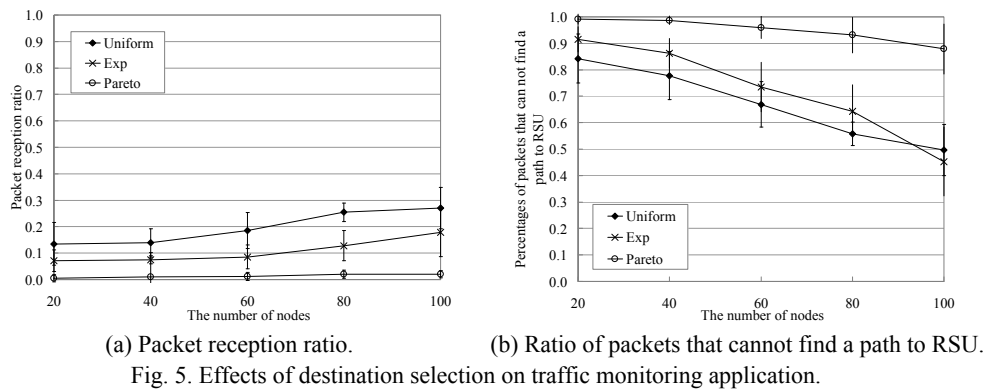 1.0
0.9
0.8
0.7
0.6
0.5
0.4
0.3
0.2
0.1
0.0
Packet reception ratio
Uniform
Exp
Pareto
20 40 60 80 100
The number of nodes
(a) Packet reception ratio.
1.0
0.9
0.8
0.7
0.6
0.5
0.4
0.3
0.2
0.1
0.0
Percentages of packets that can not find a
path to RSU
Uniform
Exp
Pareto
20 40 60 80 100
The number of nodes
(b) Ratio of packets that cannot find a path to RSU.
Fig. 5. Effects of destination selection on traffic monitoring application.